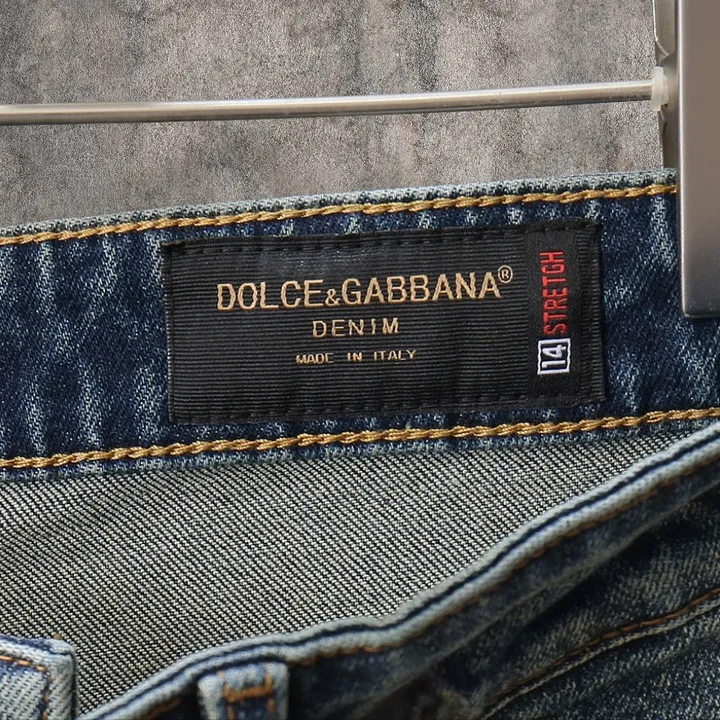 DOLCE&GABBANA®
DENIM
MADE IN ITALY
14 STRETCH